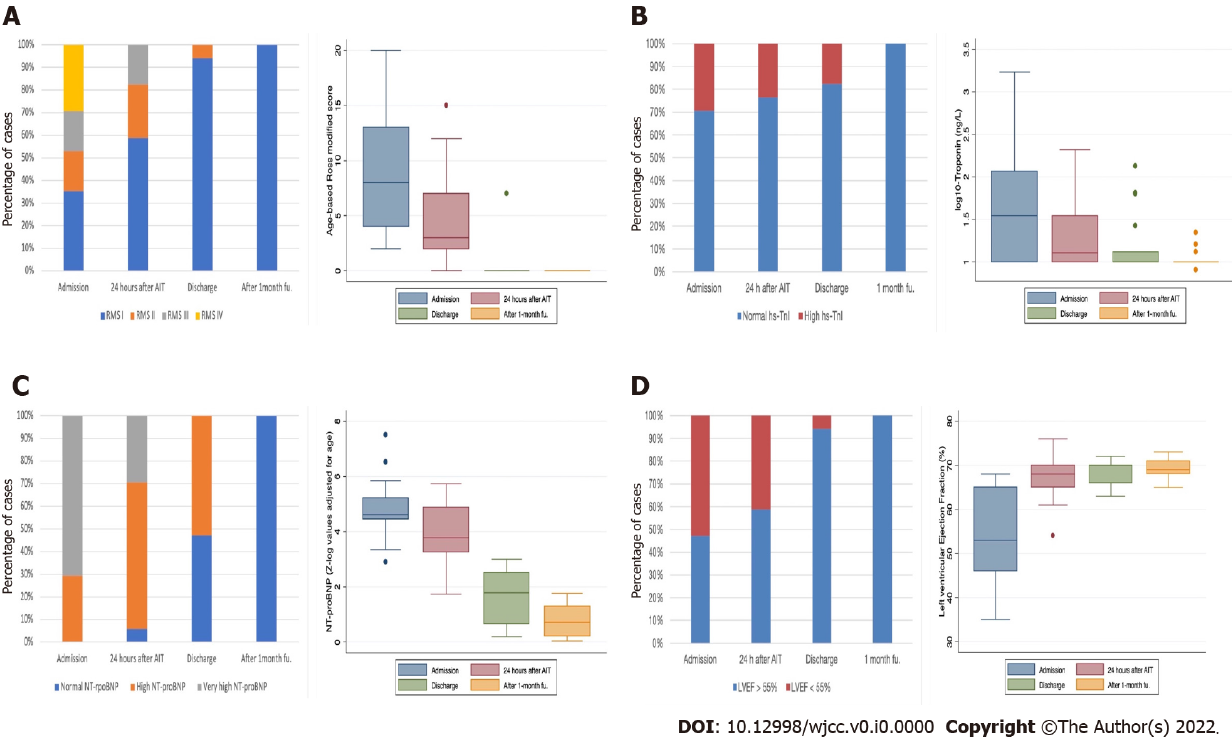 A
100%
90%
80%
70%
60%
50%
40%
30%
20%
10%
0%
Percentage of cases
Admission 24 hours after AIT Discharge After 1month fu.
RMS I RMS II RMS III RMS IV
20
15
10
5
0
Age-based Ross modified score
Admission 24 hours after AIT
Discharge After 1-month fu.
B
100%
90%
80%
70%
60%
50%
40%
30%
20%
10%
0%
Percentage of cases
Admission 24 h after AIT Discharge 1 month fu.
Normal hs-TnI High hs-TnI
3.5
3
2.5
2
1.5
1
log10-Troponin (ng/L)
Admission 24 hours after AIT
Discharge After 1-month fu.
C
100%
90%
80%
70%
60%
50%
40%
30%
20%
10%
0%
Percentage of cases
Admission 24 hours after AIT Discharge After 1month fu.
Normal NT-rpoBNP High NT-proBNP Very high NT-proBNP
8
6
4
2
0
NT-proBNP (Z-log values adjusted for age)
Admission 24 hours after AIT
Discharge After 1-month fu.
D
100%
90%
80%
70%
60%
50%
40%
30%
20%
10%
0%
Percentage of cases
Admission 24 h after AIT Discharge 1 month fu.
LVEF > 55% LVEF < 55%
80
70
60
50
40
30
Left ventricular Ejection Fraction (%)
Admission 24 hours after AIT
Discharge After 1-month fu.
DOI: 10.12998/wjcc.v0.i0.0000 Copyright ©The Author(s) 2022.